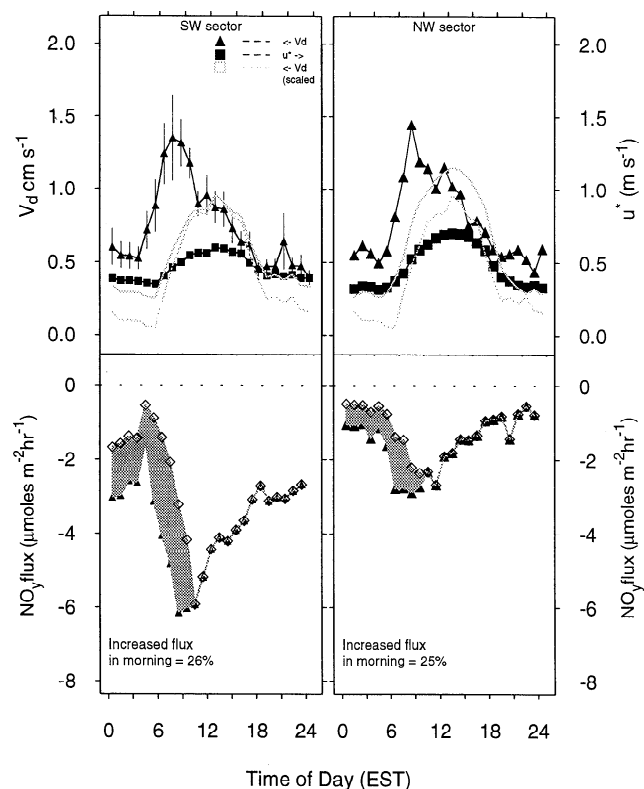 SW sector
NW sector
<- Vd
u* ->
<- Vd
(scaled
2.0
1.5
1.0
0.5
0.0
V_d cm s⁻¹
2.0
1.5
1.0
0.5
0.0
u* (m s⁻¹)
0
-2
-4
-6
-8
NO_y flux (μmoles m⁻²hr⁻¹)
Increased flux
in morning = 26%
Increased flux
in morning = 25%
0
-2
-4
-6
-8
NO_y flux (μmoles m⁻²hr⁻¹)
0 6 12 18 24
0 6 12 18 24
Time of Day (EST)